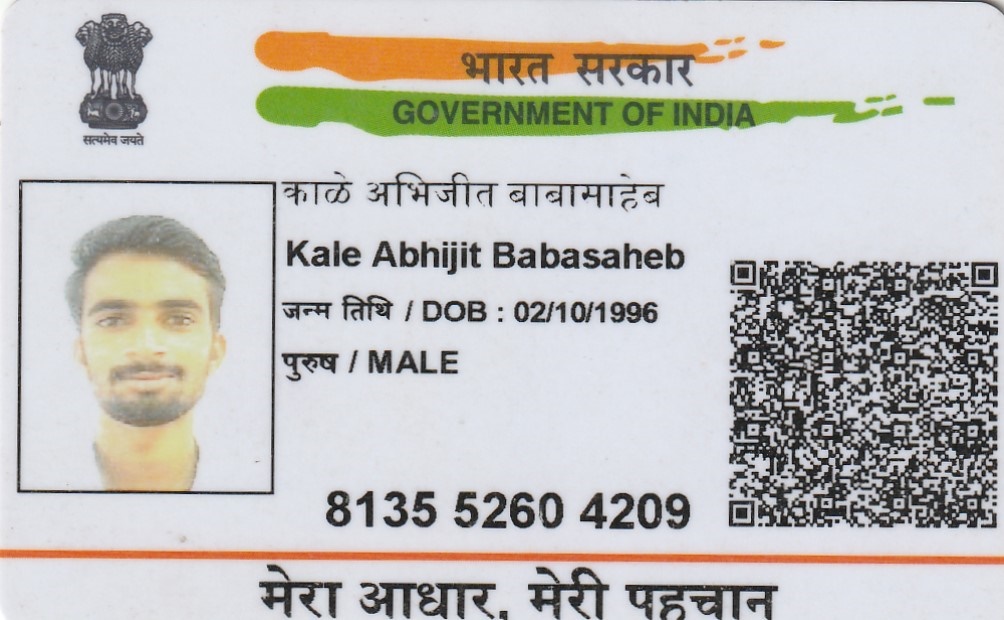 भारत सरकार
GOVERNMENT OF INDIA
सत्यमेव जयते
काळे अभिजीत बाबासाहेब
Kale Abhijit Babasaheb
जन्म तिथि / DOB : 02/10/1996
पुरुष / MALE
8135 5260 4209
मेरा आधार, मेरी पहचान